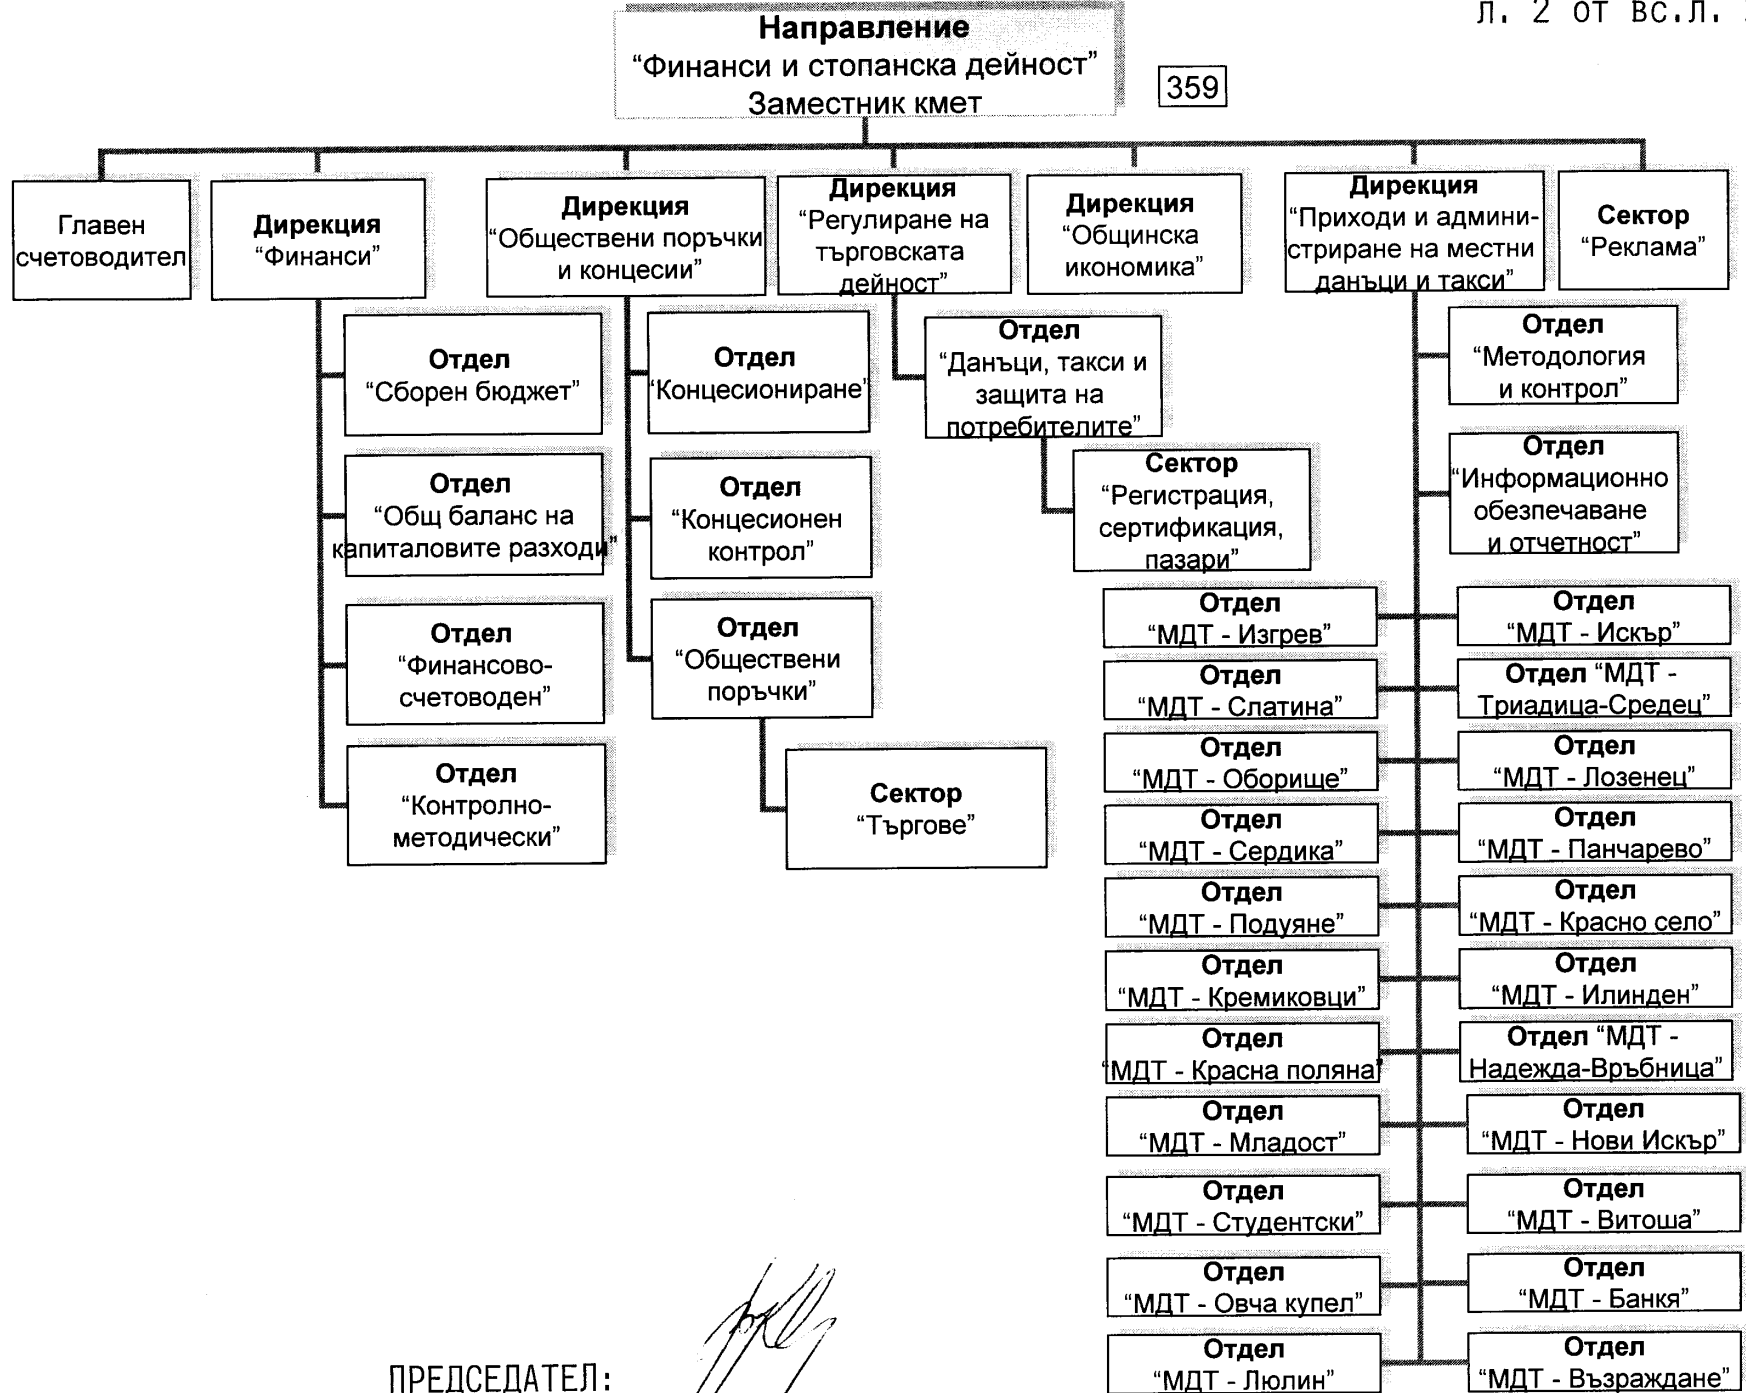 л. 2 от вс.л.
Направление
“Финанси и стопанска дейност”
Заместник кмет
359
Главен
счетоводител
Дирекция
“Финанси”
Дирекция
“Обществени поръчки
и концесии”
Дирекция
“Регулиране на
търговската
дейност”
Дирекция
“Общинска
икономика”
Дирекция
“Приходи и админи-
стриране на местни
данъци и такси”
Сектор
“Реклама”
Отдел
“Сборен бюджет”
Отдел
“Общ баланс на
капиталовите разходи”
Отдел
“Финансово-
счетоводен”
Отдел
“Контролно-
методически”
Отдел
“Концесиониране”
Отдел
“Концесионен
контрол”
Отдел
“Обществени
поръчки”
Сектор
“Търгове”
Отдел
“Данъци, такси и
защита на
потребителите”
Сектор
“Регистрация,
сертификация,
пазари”
Отдел
“Методология
и контрол”
Отдел
“Информационно
обезпечаване
и отчетност”
Отдел
“МДТ - Изгрев”
Отдел
“МДТ - Искър”
Отдел
“МДТ - Слатина”
Отдел “МДТ -
Триадица-Средец”
Отдел
“МДТ - Оборище”
Отдел
“МДТ - Лозенец”
Отдел
“МДТ - Сердика”
Отдел
“МДТ - Панчарево”
Отдел
“МДТ - Подуяне”
Отдел
“МДТ - Красно село”
Отдел
“МДТ - Кремиковци”
Отдел
“МДТ - Илинден”
Отдел
“МДТ - Красна поляна”
Отдел “МДТ -
Надежда-Връбница”
Отдел
“МДТ - Младост”
Отдел
“МДТ - Нови Искър”
Отдел
“МДТ - Студентски”
Отдел
“МДТ - Витоша”
Отдел
“МДТ - Овча купел”
Отдел
“МДТ - Банкя”
Отдел
“МДТ - Люлин”
Отдел
“МДТ - Възраждане”
ПРЕДСЕДАТЕЛ: